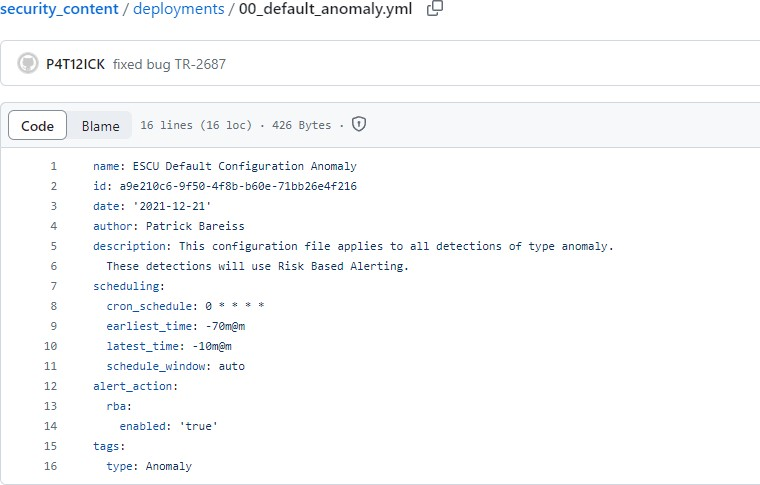 security_content / deployments / 00_default_anomaly.yml
P4T12ICK fixed bug TR-2687
Code Blame 16 lines (16 loc) · 426 Bytes ·
1 name: ESCU Default Configuration Anomaly
2 id: a9e210c6-9f50-4f8b-b60e-71bb26e4f216
3 date: '2021-12-21'
4 author: Patrick Bareiss
5 description: This configuration file applies to all detections of type anomaly.
6   These detections will use Risk Based Alerting.
7 scheduling:
8   cron_schedule: 0 * * * *
9   earliest_time: -70m@m
10   latest_time: -10m@m
11   schedule_window: auto
12 alert_action:
13   rba:
14     enabled: 'true'
15 tags:
16   type: Anomaly